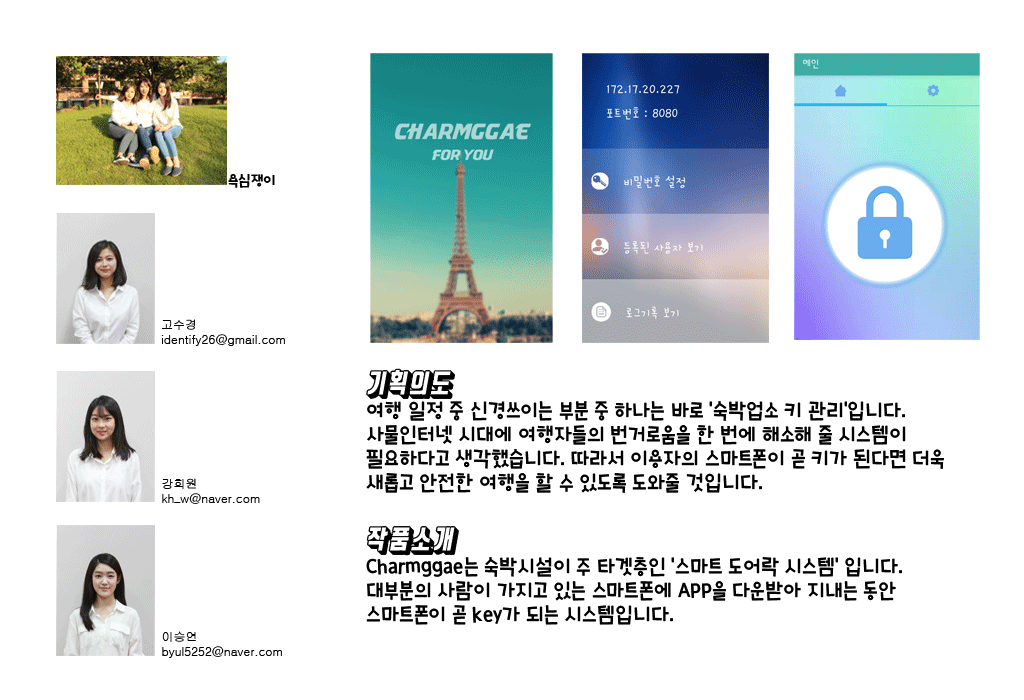 욕심쟁이
고수경
identify26@gmail.com
강희원
kh_w@naver.com
이승연
byul5252@naver.com
CHARMGGAE
FOR YOU
172.17.20.227
포트번호 : 8080
비밀번호 설정
등록된 사용자 보기
로그기록 보기
메인
기획의도
여행 일정 중 신경쓰이는 부분 중 하나는 바로 '숙박업소 키 관리'입니다.
사물인터넷 시대에 여행자들의 번거로움을 한 번에 해소해 줄 시스템이
필요하다고 생각했습니다. 따라서 이용자의 스마트폰이 곧 키가 된다면 더욱
새롭고 안전한 여행을 할 수 있도록 도와줄 것입니다.
작품소개
Charmggae는 숙박시설이 주 타겟층인 '스마트 도어락 시스템' 입니다.
대부분의 사람이 가지고 있는 스마트폰에 APP을 다운받아 지내는 동안
스마트폰이 곧 key가 되는 시스템입니다.